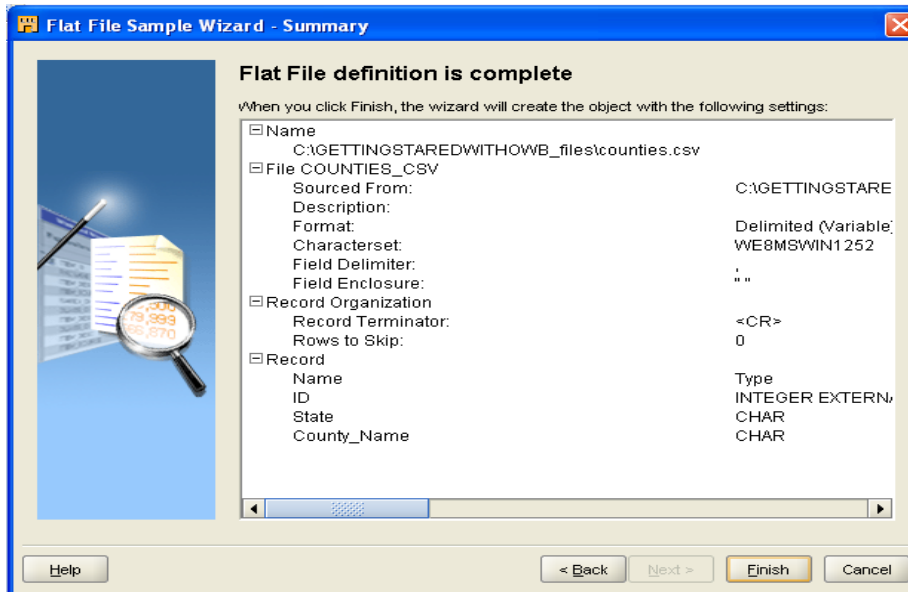 Flat File Sample Wizard - Summary
Flat File definition is complete
When you click Finish, the wizard will create the object with the following settings:
Name
C:\GETTINGSTAREDWITHOWB_files\counties.csv
File COUNTIES_CSV
Sourced From: C:\GETTINGSTARE
Description:
Format: Delimited (Variable
Characterset: WE8MSWIN1252
Field Delimiter: ,
Field Enclosure: " "
Record Organization
Record Terminator: <CR>
Rows to Skip: 0
Record
Name Type
ID INTEGER EXTERNA
State CHAR
County_Name CHAR
Help < Back Next > Finish Cancel